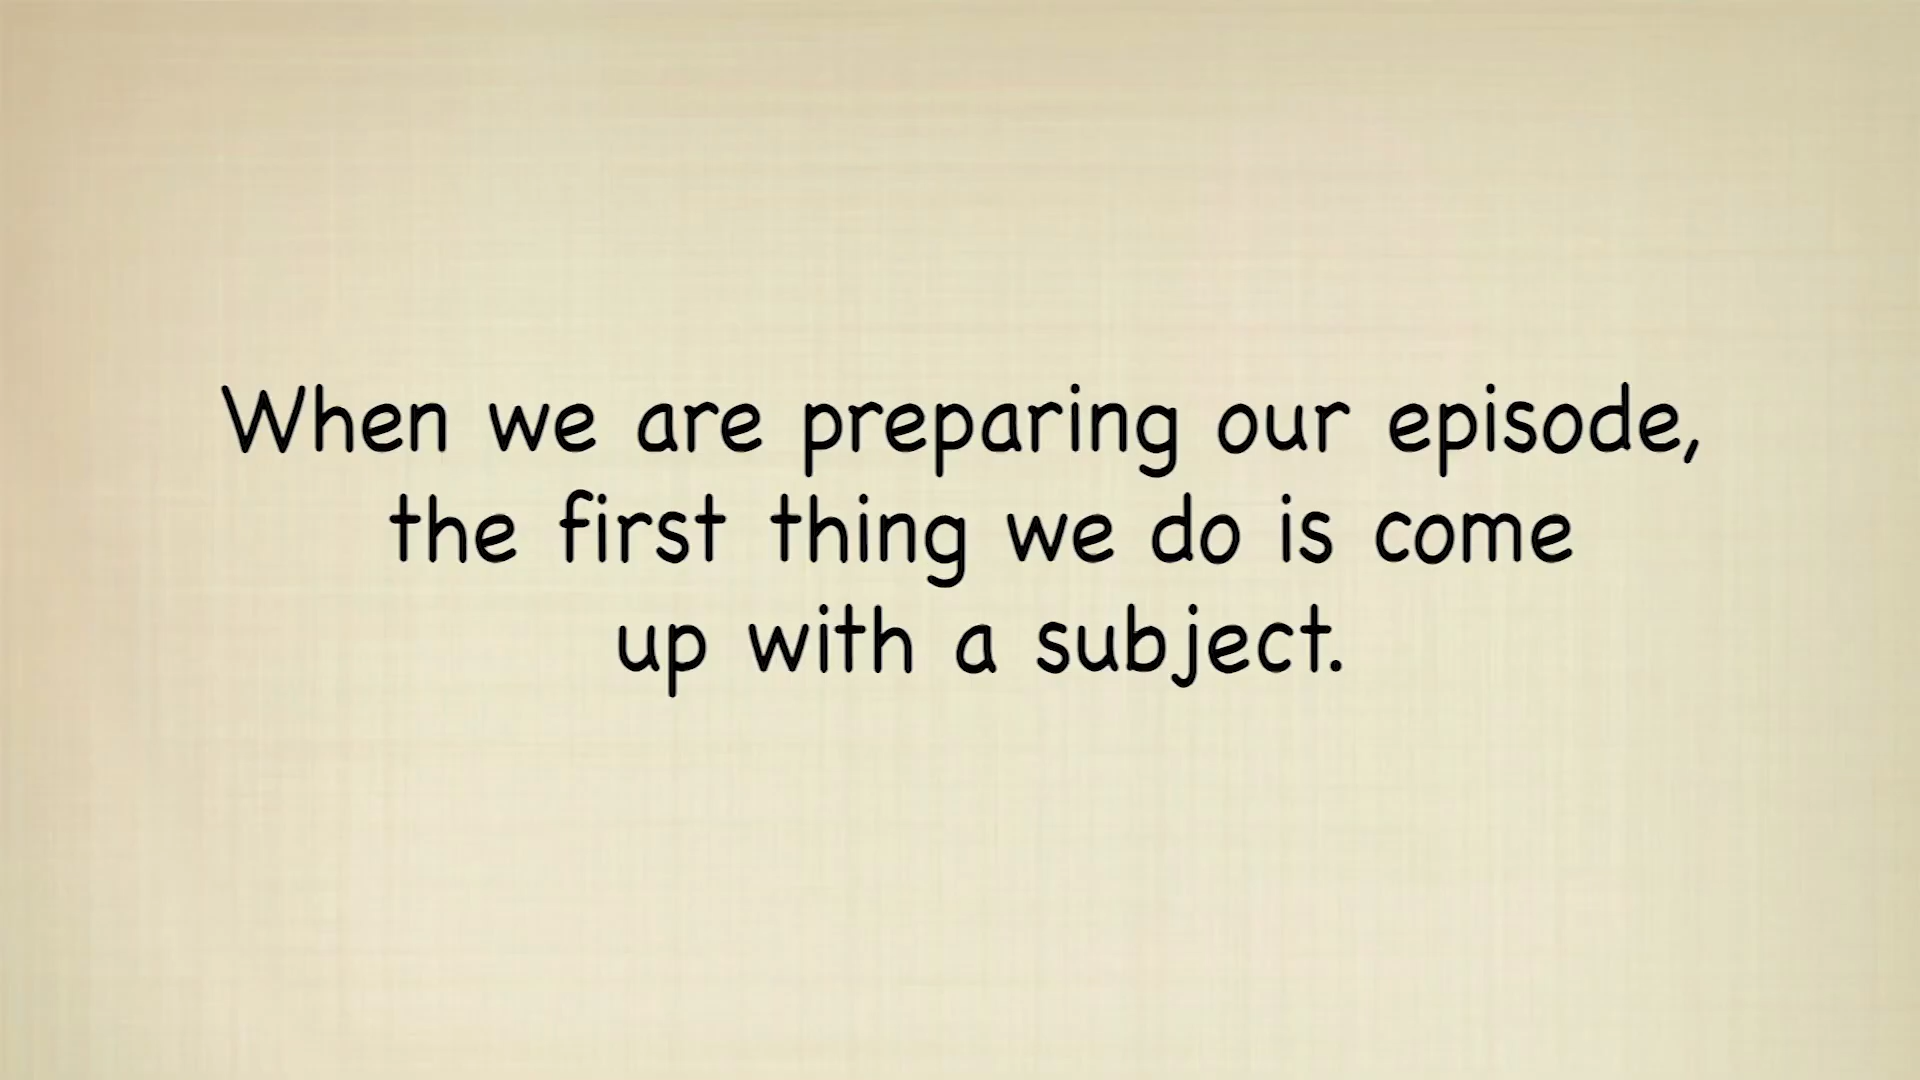 When we are preparing our episode,
the first thing we do is come
up with a subject.